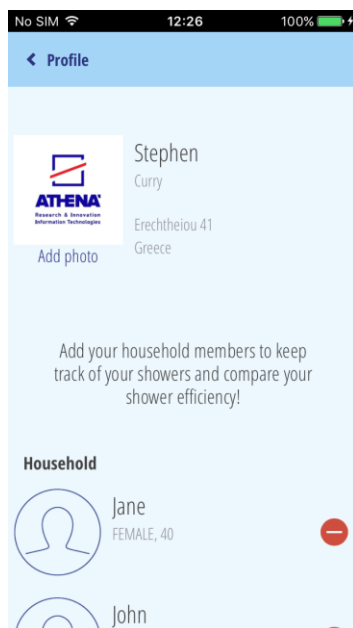 No SIM 12:26 100%
Profile
Stephen
Curry
ATHENA
Research & Innovation
Information Technologies
Erechtheiou 41
Greece
Add photo
Add your household members to keep
track of your showers and compare your
shower efficiency!
Household
Jane
FEMALE, 40
John